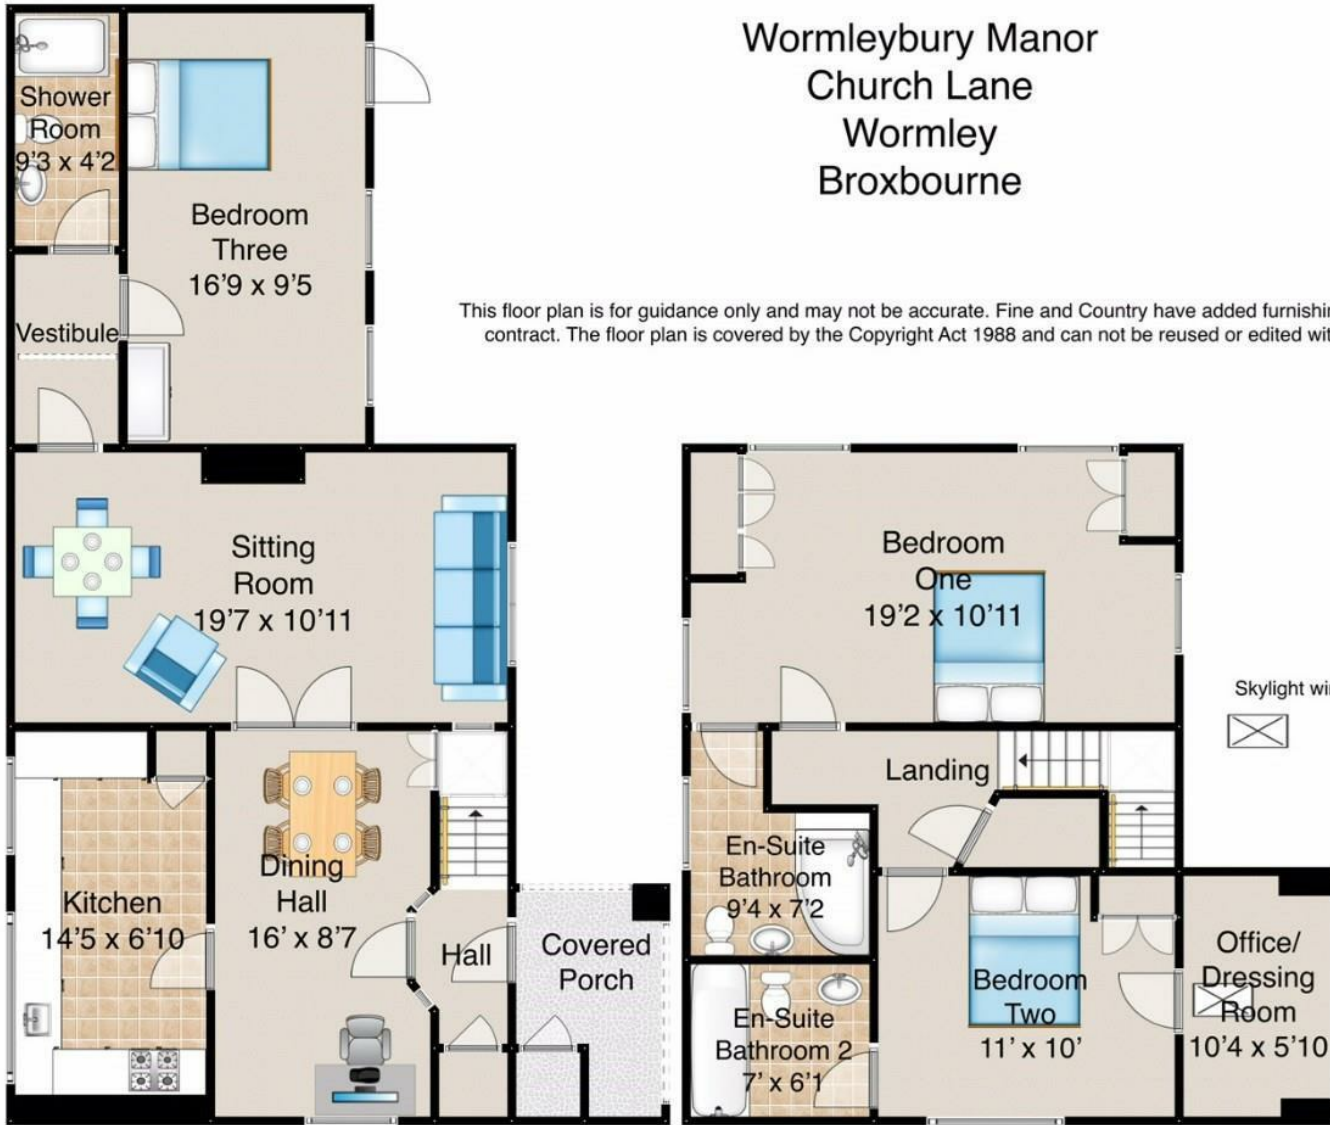 Wormleybury Manor
Church Lane
Wormley
Broxbourne
This floor plan is for guidance only and may not be accurate. Fine and Country have added
contract. The floor plan is covered by the Copyright Act 1988 and can not be reused or edited
Shower
Room
9'3 x 4'2
Bedroom
Three
16'9 x 9'5
Vestibule
Sitting
Room
19'7 x 10'11
Kitchen
14'5 x 6'10
Dining
Hall
16' x 8'7
Hall
Covered
Porch
Bedroom
One
19'2 x 10'11
Skylight
Landing
En-Suite
Bathroom
9'4 x 7'2
En-Suite
Bathroom 2
7' x 6'1
Bedroom
Two
11' x 10'
Office/
Dressing
Room
10'4 x 5'10